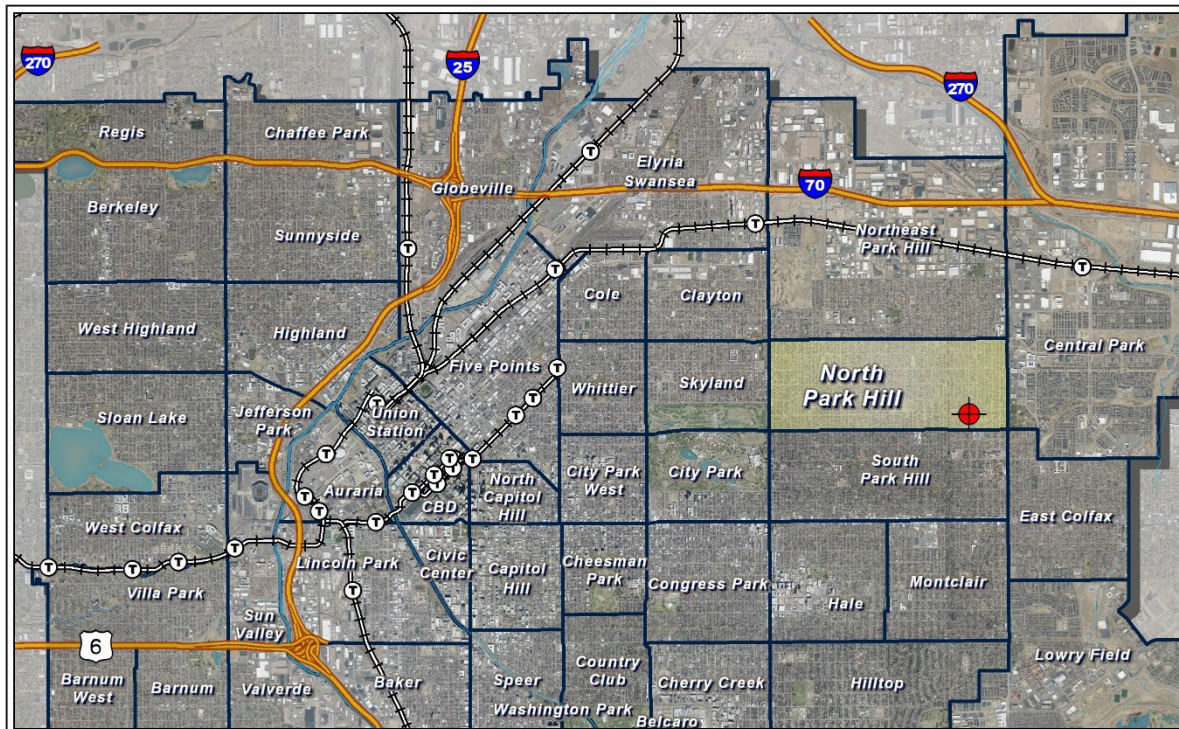 270
25
270
Regis
Chaffee Park
Elyria
Swansea
Globeville
70
Berkeley
Sunnyside
Northeast
Park Hill
T
T
T
T
T
Cole
Clayton
West Highland
Highland
Central Park
Five Points
T
Whittier
Skyland
North
Park Hill
T
T
T
Sloan Lake
Jefferson
Park
Union
Station
T
T
T
T
T
T
T
T
Auraria
CBD
North
Capitol
Hill
City Park
West
City Park
South
Park Hill
T
T
West Colfax
East Colfax
T
T
T
T
Villa Park
Lincoln Park
T
Civic
Center
Capitol
Hill
Cheesman
Park
Congress Park
Hale
Montclair
Sun
Valley
6
Barnum
West
Barnum
Valverde
Baker
Speer
Country
Club
Cherry Creek
Hilltop
Lowry Field
Washington Park
Belcaro